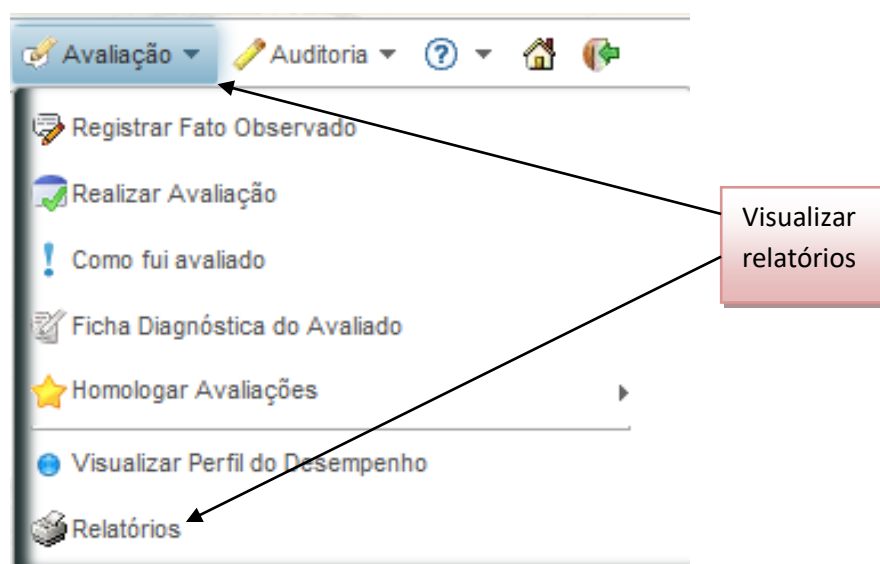 Avaliação
Auditoria
?
Registrar Fato Observado
Realizar Avaliação
Como fui avaliado
Ficha Diagnóstica do Avaliado
Homologar Avaliações
Visualizar Perfil do Desempenho
Relatórios
Visualizar
relatórios